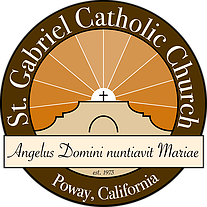 St. Gabriel Catholic Church
Angelus Domini nuntiavit Mariae
est. 1973
Poway, California